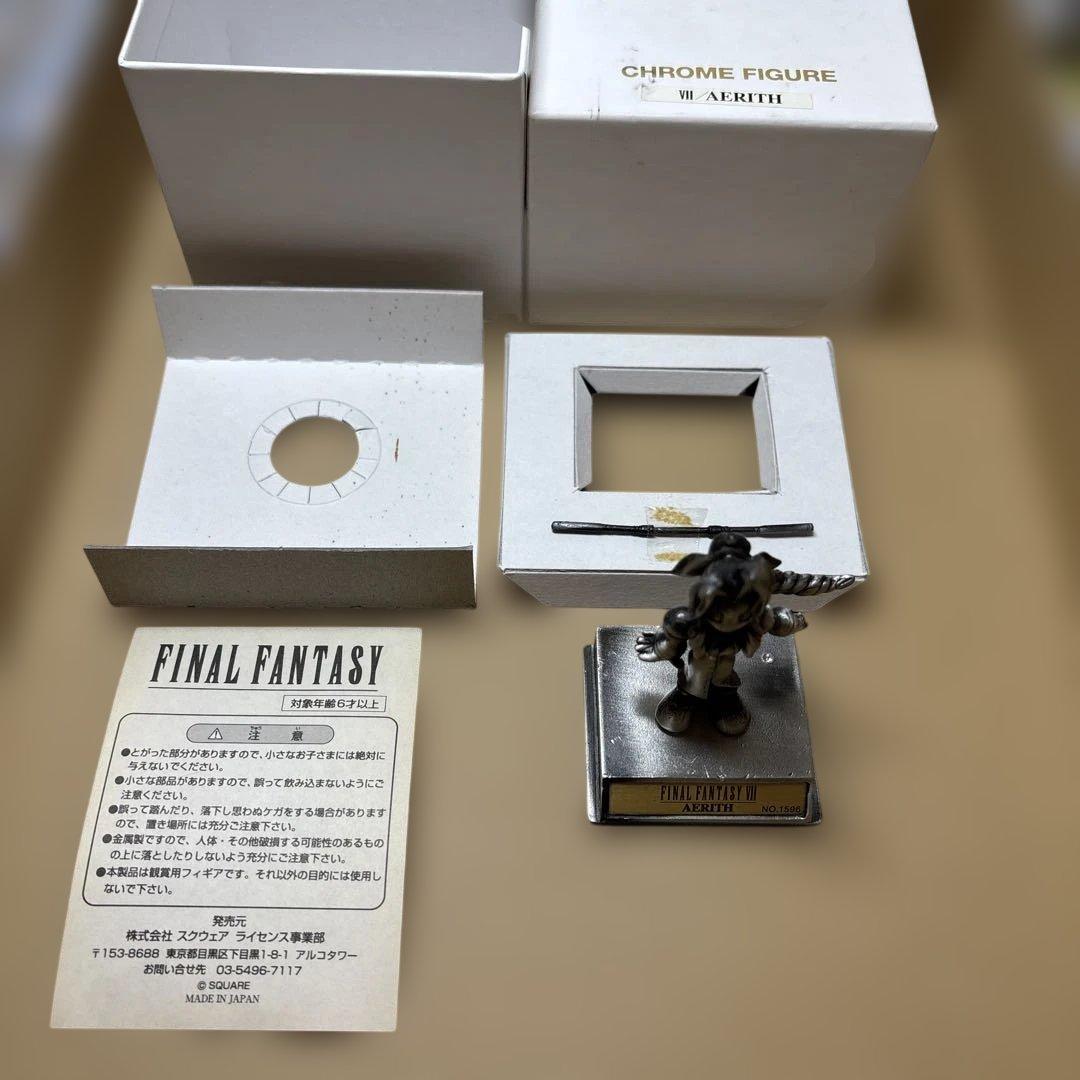 CHROME FIGURE
VII/AERITH
FINAL FANTASY
対象年齢6才以上
⚠ 注意
ちゅう い
●とがった部分がありますので、小さなお子さまには絶対に
与えないでください。
●小さな部品がありますので、誤って飲み込まないようにご
注意ください。
●誤って踏んだり、落下し思わぬケガをする場合があります
ので、置き場所には充分ご注意下さい。
●金属製ですので、人体・その他破損する可能性のあるもの
の上に落としたりしないよう充分にご注意下さい。
●本製品は観賞用フィギアです。それ以外の目的には使用し
ないで下さい。
発売元
株式会社 スクウェア ライセンス事業部
〒153-8688 東京都目黒区下目黒1-8-1 アルコタワー
お問い合せ先 03-5496-7117
© SQUARE
MADE IN JAPAN
FINAL FANTASY VII
AERITH
NO.1596